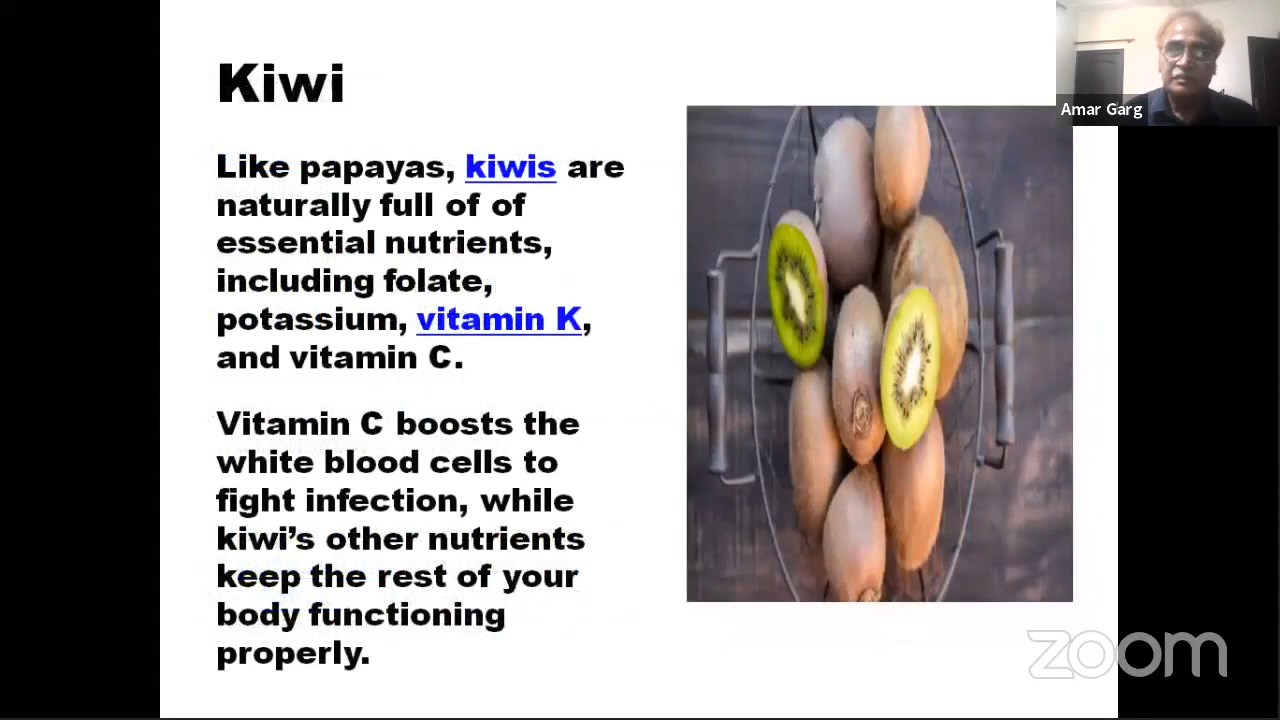 Kiwi
Like papayas, kiwis are
naturally full of of
essential nutrients,
including folate,
potassium, vitamin K,
and vitamin C.
Vitamin C boosts the
white blood cells to
fight infection, while
kiwi’s other nutrients
keep the rest of your
body functioning
properly.
Amar Garg
zoom